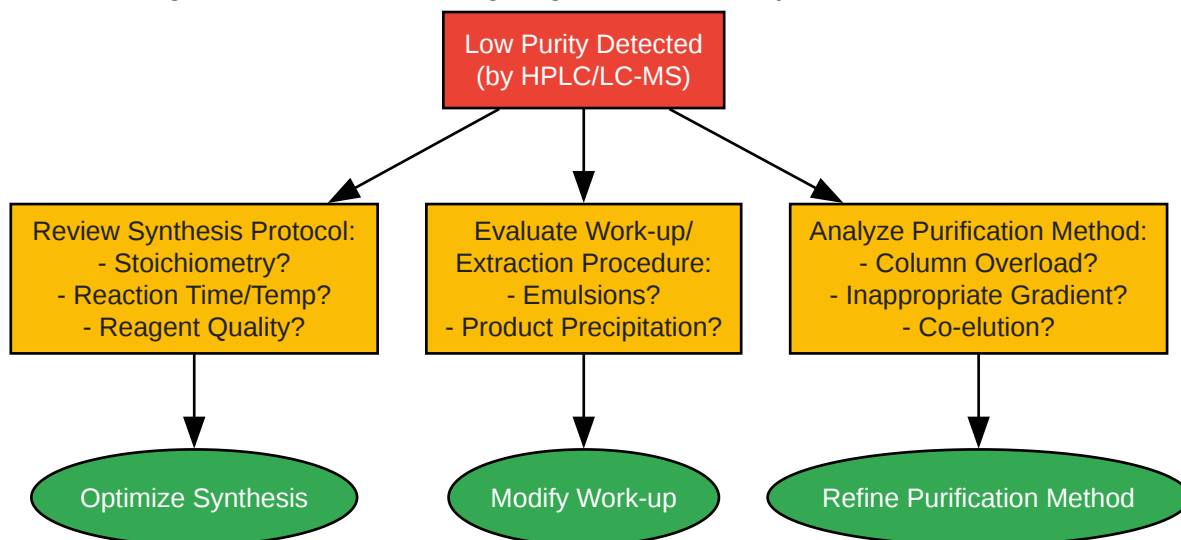 Low Purity Detected
(by HPLC/LC-MS)
Review Synthesis Protocol:
- Stoichiometry?
- Reaction Time/Temp?
- Reagent Quality?
Evaluate Work-up/
Extraction Procedure:
- Emulsions?
- Product Precipitation?
Analyze Purification Method:
- Column Overload?
- Inappropriate Gradient?
- Co-elution?
Optimize Synthesis
Modify Work-up
Refine Purification Method